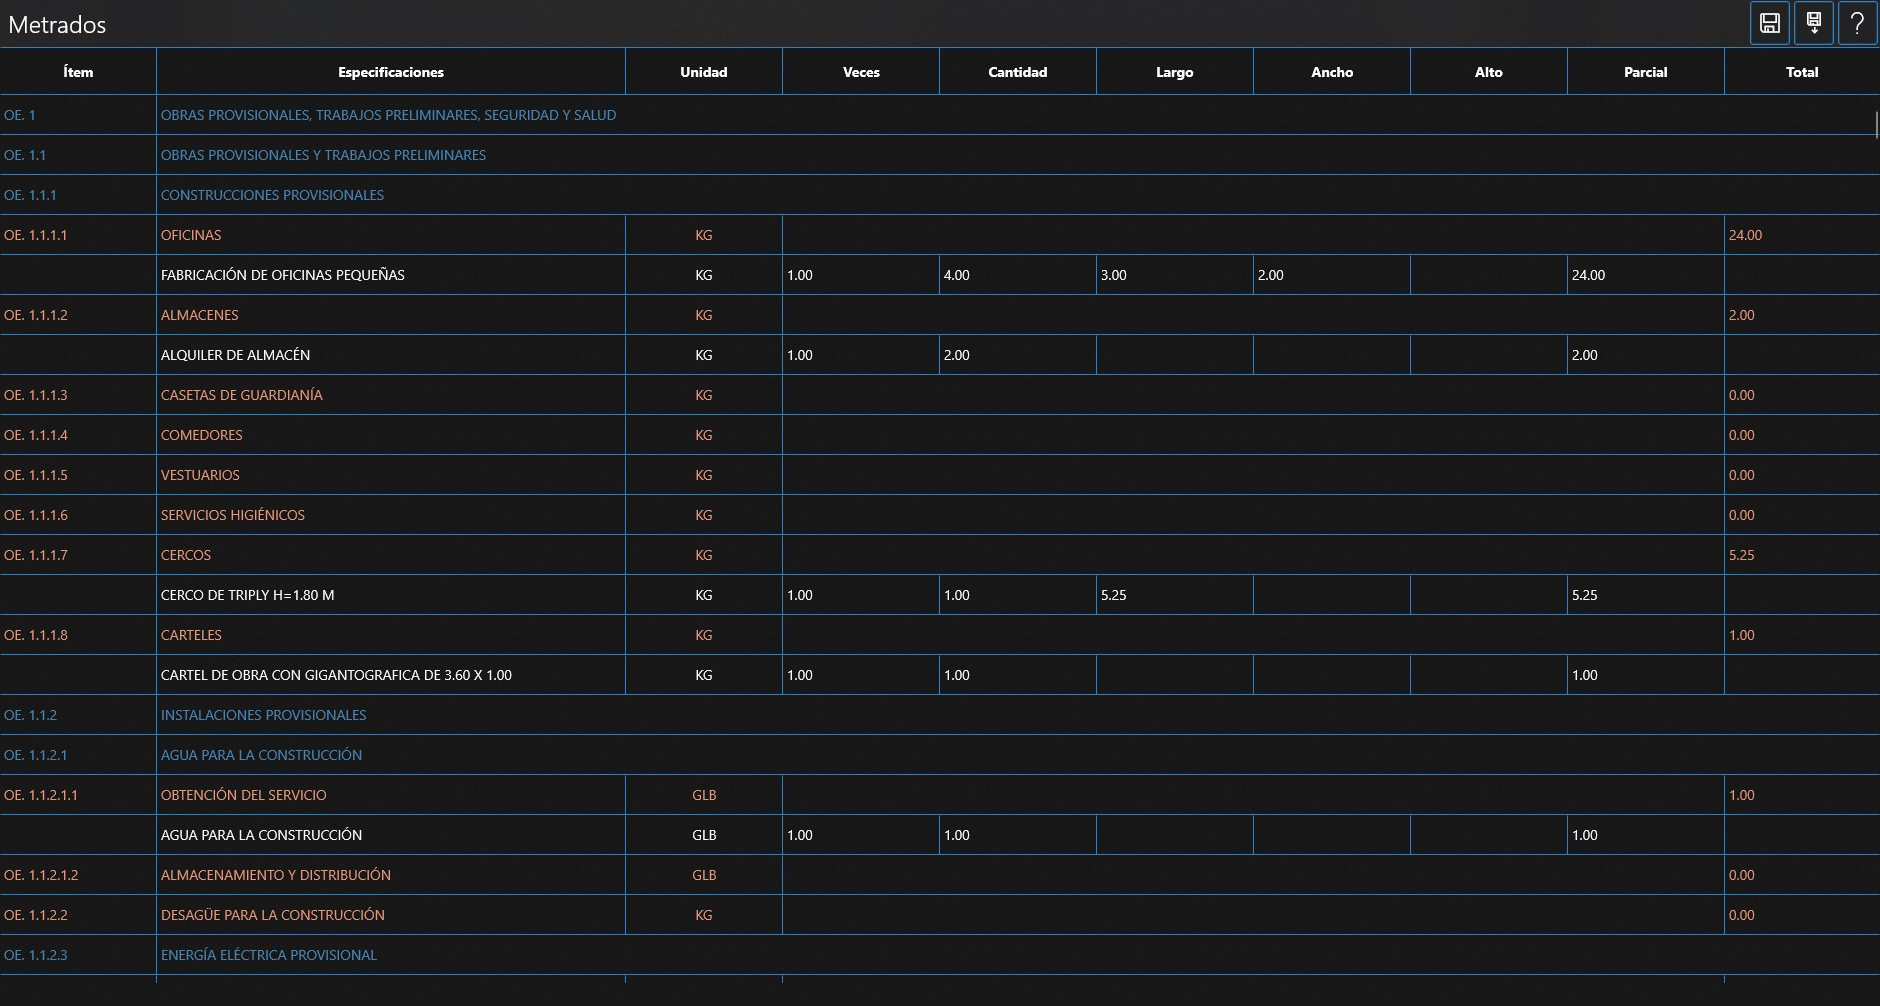 Metrados
?
Ítem Especificaciones Unidad Veces Cantidad Largo Ancho Alto Parcial Total
OE. 1 OBRAS PROVISIONALES, TRABAJOS PRELIMINARES, SEGURIDAD Y SALUD
OE. 1.1 OBRAS PROVISIONALES Y TRABAJOS PRELIMINARES
OE. 1.1.1 CONSTRUCCIONES PROVISIONALES
OE. 1.1.1.1 OFICINAS KG 24.00
FABRICACIÓN DE OFICINAS PEQUEÑAS KG 1.00 4.00 3.00 2.00 24.00
OE. 1.1.1.2 ALMACENES KG 2.00
ALQUILER DE ALMACÉN KG 1.00 2.00 2.00
OE. 1.1.1.3 CASETAS DE GUARDIANÍA KG 0.00
OE. 1.1.1.4 COMEDORES KG 0.00
OE. 1.1.1.5 VESTUARIOS KG 0.00
OE. 1.1.1.6 SERVICIOS HIGIÉNICOS KG 0.00
OE. 1.1.1.7 CERCOS KG 5.25
CERCO DE TRIPLY H=1.80 M KG 1.00 1.00 5.25 5.25
OE. 1.1.1.8 CARTELES KG 1.00
CARTEL DE OBRA CON GIGANTOGRAFICA DE 3.60 X 1.00 KG 1.00 1.00 1.00
OE. 1.1.2 INSTALACIONES PROVISIONALES
OE. 1.1.2.1 AGUA PARA LA CONSTRUCCIÓN
OE. 1.1.2.1.1 OBTENCIÓN DEL SERVICIO GLB 1.00
AGUA PARA LA CONSTRUCCIÓN GLB 1.00 1.00 1.00
OE. 1.1.2.1.2 ALMACENAMIENTO Y DISTRIBUCIÓN GLB 0.00
OE. 1.1.2.2 DESAGÜE PARA LA CONSTRUCCIÓN KG 0.00
OE. 1.1.2.3 ENERGÍA ELÉCTRICA PROVISIONAL